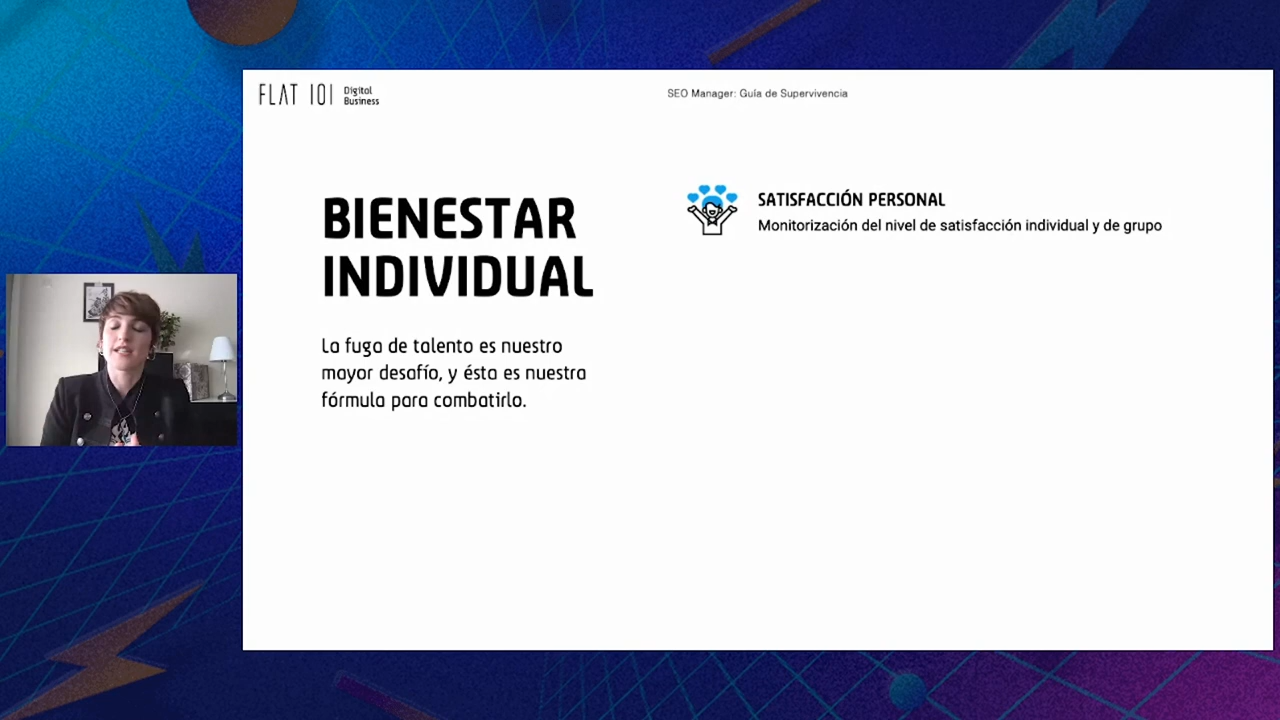 FLAT 101 Digital Business
SEO Manager: Guía de Supervivencia
BIENESTAR
INDIVIDUAL
La fuga de talento es nuestro
mayor desafío, y ésta es nuestra
fórmula para combatirlo.
SATISFACCIÓN PERSONAL
Monitorización del nivel de satisfacción individual y de grupo